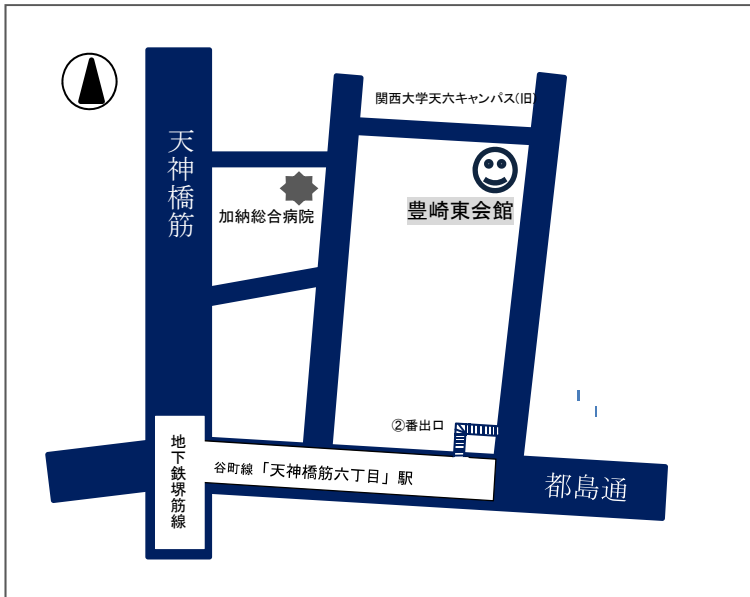 関西大学天六キャンパス(旧)
天神橋筋
加納総合病院
豊崎東会館
②番出口
地下鉄堺筋線
谷町線「天神橋筋六丁目」駅
都島通